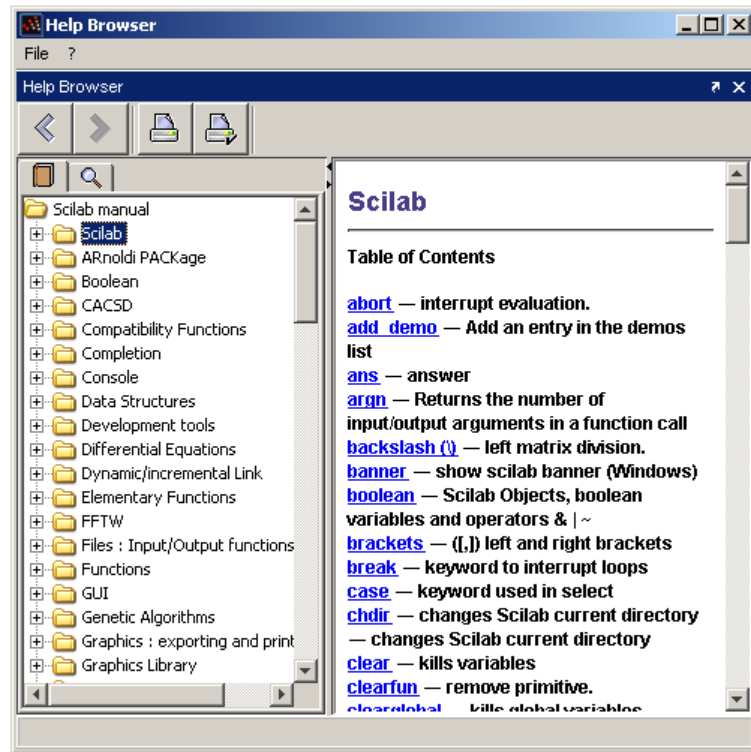 Help Browser
File ?
Help Browser
Scilab manual
Scilab
ARnoldi PACKage
Boolean
CACSD
Compatibility Functions
Completion
Console
Data Structures
Development tools
Differential Equations
Dynamic/incremental Link
Elementary Functions
FFTW
Files : Input/Output functions
Functions
GUI
Genetic Algorithms
Graphics : exporting and print
Graphics Library
Scilab
Table of Contents
abort — interrupt evaluation.
add_demo — Add an entry in the demos
list
ans — answer
argn — Returns the number of
input/output arguments in a function call
backslash (\) — left matrix division.
banner — show scilab banner (Windows)
boolean — Scilab Objects, boolean
variables and operators & | ~
brackets — ([,]) left and right brackets
break — keyword to interrupt loops
case — keyword used in select
chdir — changes Scilab current directory
— changes Scilab current directory
clear — kills variables
clearfun — remove primitive.
clearglobal — kills global variables